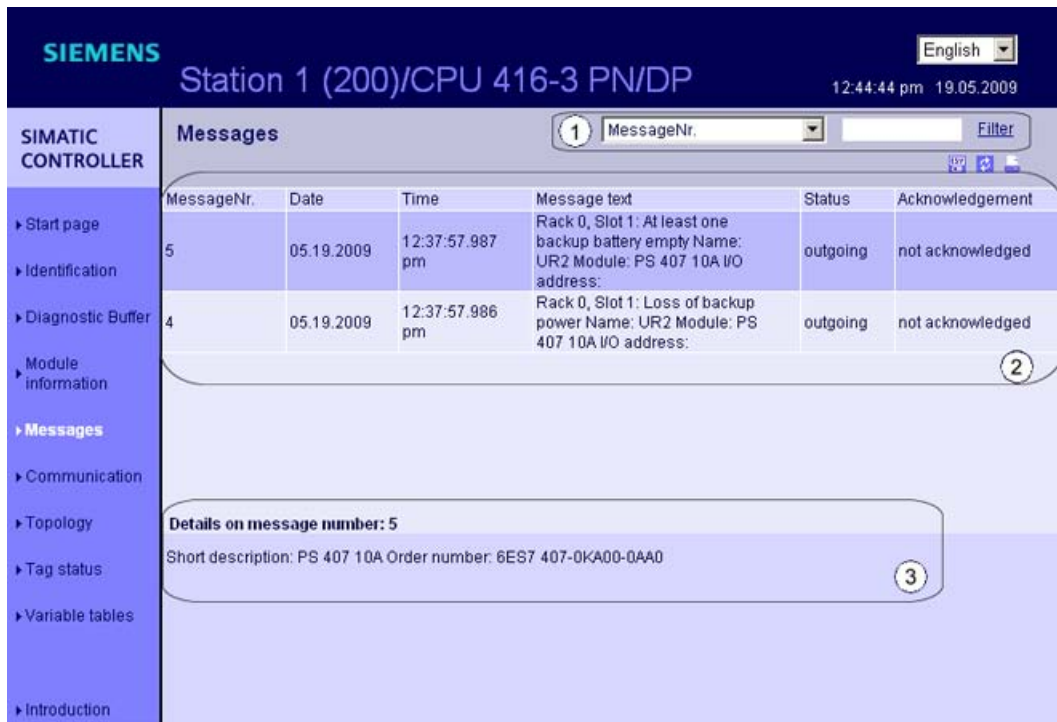 SIEMENS
English
Station 1 (200)/CPU 416-3 PN/DP
12:44:44 pm 19.05.2009
SIMATIC
CONTROLLER
Messages
1
MessageNr.
Filter
Start page
Identification
Diagnostic Buffer
Module
information
Messages
Communication
Topology
Tag status
Variable tables
Introduction
MessageNr. Date Time Message text Status Acknowledgement
5 05.19.2009 12:37:57.987
pm
Rack 0, Slot 1: At least one
backup battery empty Name:
UR2 Module: PS 407 10A I/O
address:
outgoing not acknowledged
4 05.19.2009 12:37:57.986
pm
Rack 0, Slot 1: Loss of backup
power Name: UR2 Module: PS
407 10A I/O address:
outgoing not acknowledged
2
Details on message number: 5
Short description: PS 407 10A Order number: 6ES7 407-0KA00-0AA0
3